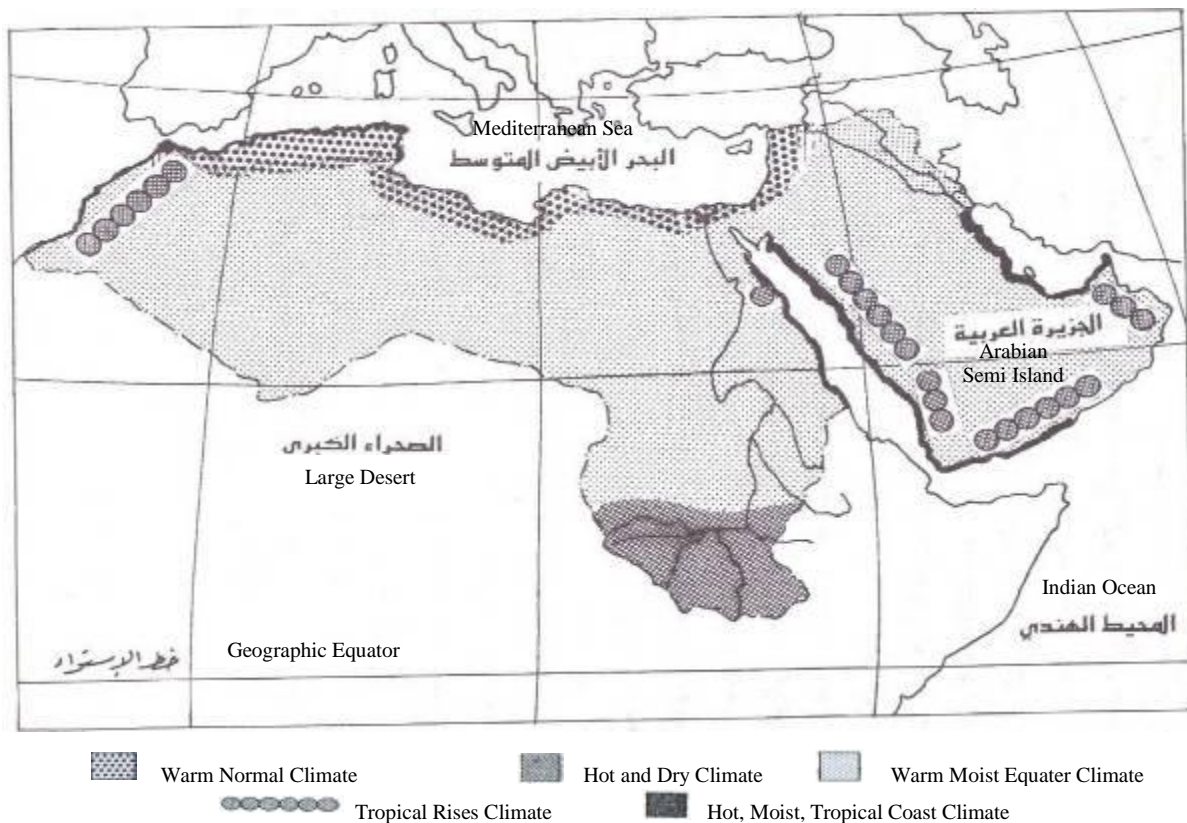 Mediterranean Sea
البحر الأبيض المتوسط
الجزيرة العربية
Arabian
Semi Island
الصحراء الكبرى
Large Desert
Indian Ocean
المحيط الهندي
Geographic Equator
خط الإستواء
Warm Normal Climate
Hot and Dry Climate
Warm Moist Equater Climate
Tropical Rises Climate
Hot, Moist, Tropical Coast Climate